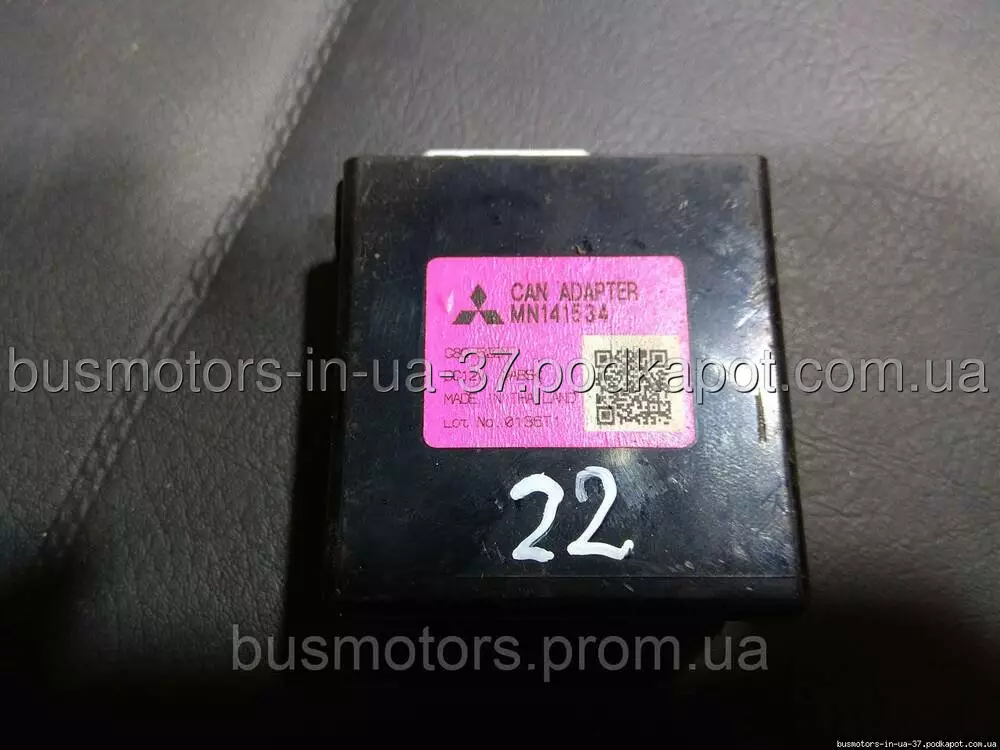 CAN ADAPTER
MN141534
busmotors-in-ua-37.podkapot.com.ua
MADE IN THAILAND
Lot No.0135T1
22
busmotors.prom.ua
busmotors-in-ua-37.podkapot.com.ua